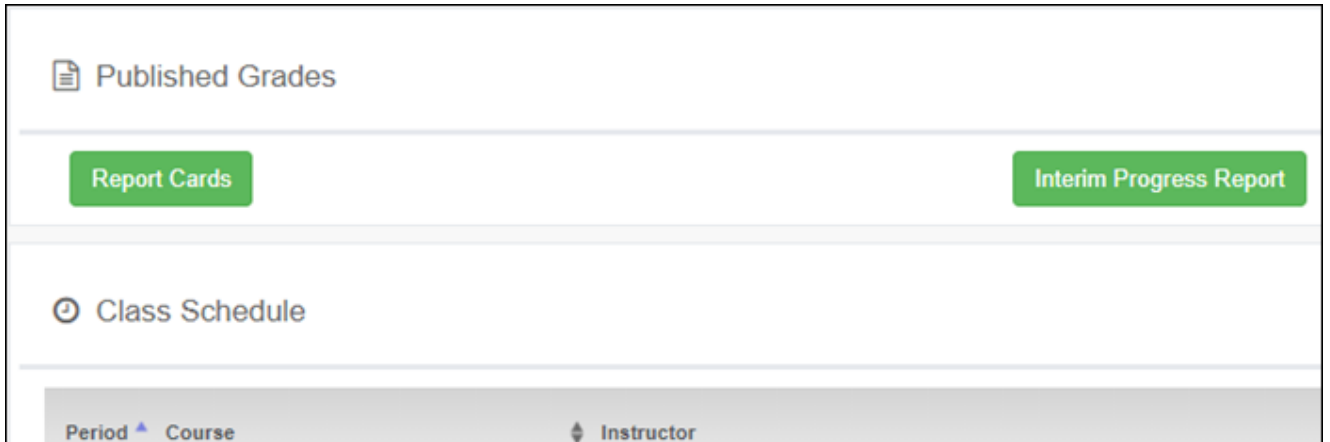 Published Grades
Report Cards Interim Progress Report
Class Schedule
Period Course Instructor